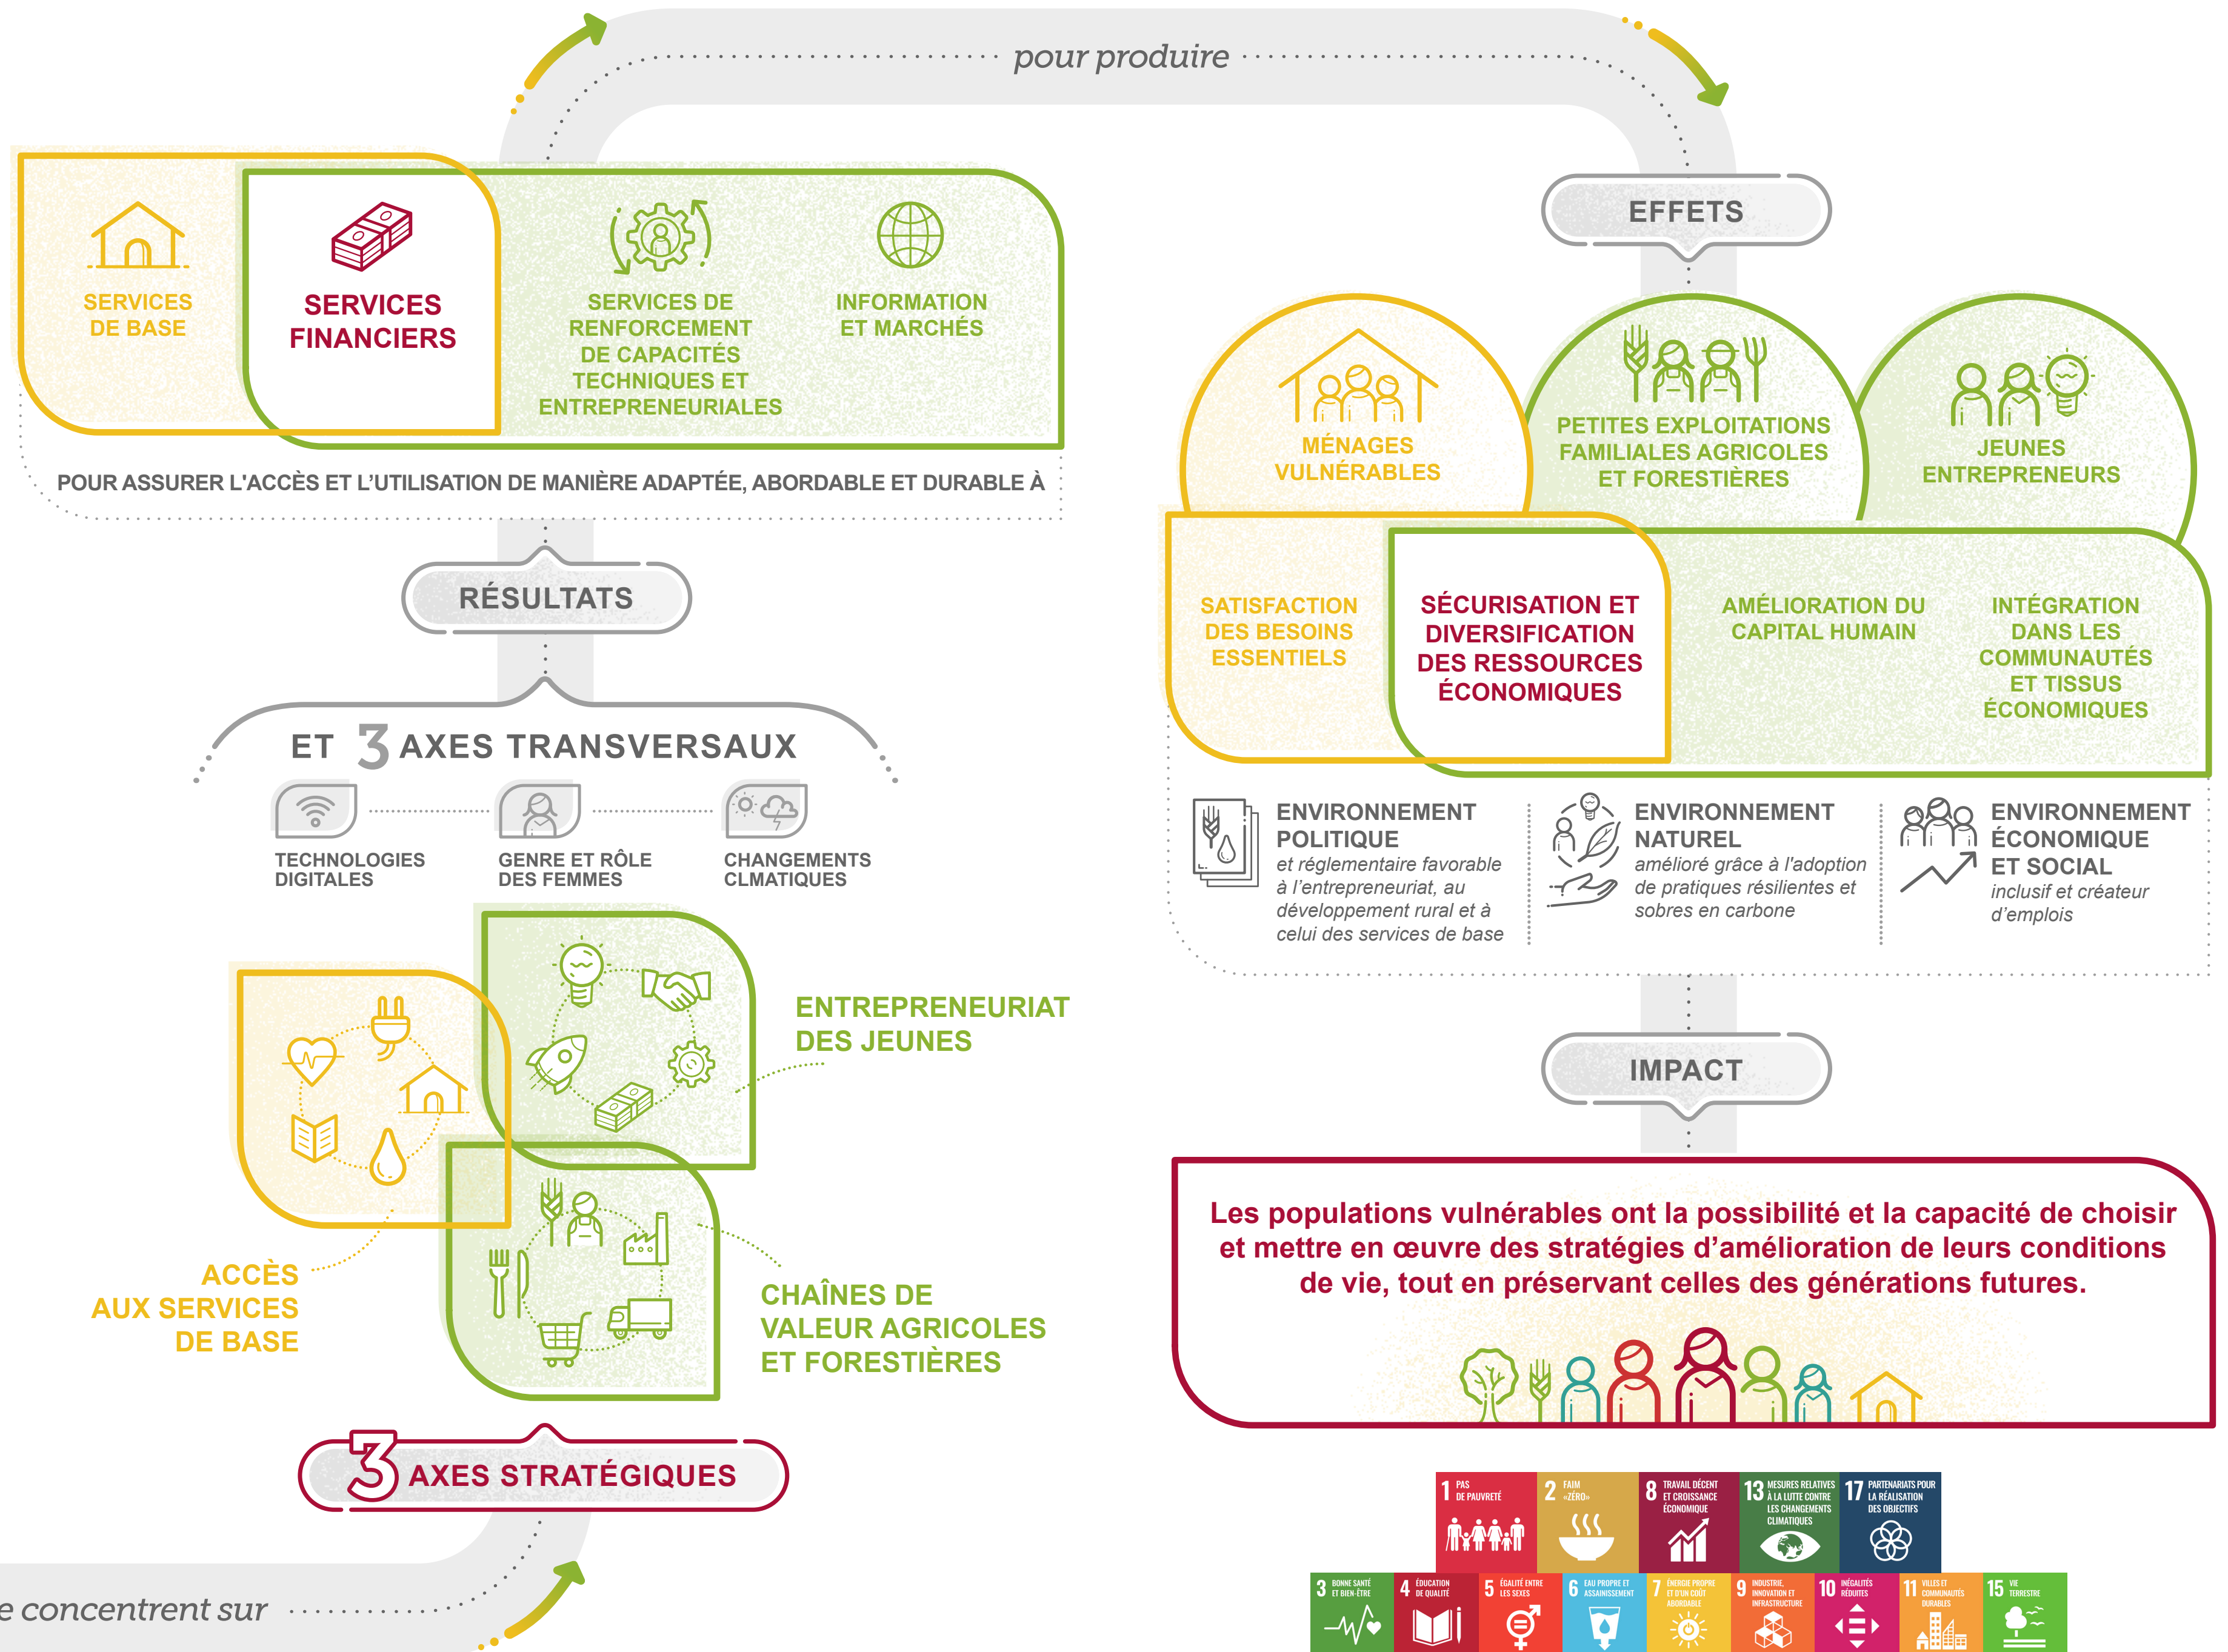 pour produire
SERVICES
DE BASE
SERVICES
FINANCIERS
SERVICES DE
RENFORCEMENT
DE CAPACITÉS
TECHNIQUES ET
ENTREPRENEURIALES
INFORMATION
ET MARCHÉS
POUR ASSURER L'ACCÈS ET L’UTILISATION DE MANIÈRE ADAPTÉE, ABORDABLE ET DURABLE À
RÉSULTATS
ET 3 AXES TRANSVERSAUX
TECHNOLOGIES
DIGITALES
GENRE ET RÔLE
DES FEMMES
CHANGEMENTS
CLMATIQUES
ENTREPRENEURIAT
DES JEUNES
ACCÈS
AUX SERVICES
DE BASE
CHAÎNES DE
VALEUR AGRICOLES
ET FORESTIÈRES
3 AXES STRATÉGIQUES
e concentrent sur
EFFETS
MÉNAGES
VULNÉRABLES
PETITES EXPLOITATIONS
FAMILIALES AGRICOLES
ET FORESTIÈRES
JEUNES
ENTREPRENEURS
SATISFACTION
DES BESOINS
ESSENTIELS
SÉCURISATION ET
DIVERSIFICATION
DES RESSOURCES
ÉCONOMIQUES
AMÉLIORATION DU
CAPITAL HUMAIN
INTÉGRATION
DANS LES
COMMUNAUTÉS
ET TISSUS
ÉCONOMIQUES
ENVIRONNEMENT
POLITIQUE
et réglementaire favorable
à l’entrepreneuriat, au
développement rural et à
celui des services de base
ENVIRONNEMENT
NATUREL
amélioré grâce à l'adoption
de pratiques résilientes et
sobres en carbone
ENVIRONNEMENT
ÉCONOMIQUE
ET SOCIAL
inclusif et créateur
d’emplois
IMPACT
Les populations vulnérables ont la possibilité et la capacité de choisir
et mettre en œuvre des stratégies d’amélioration de leurs conditions
de vie, tout en préservant celles des générations futures.
1 PAS
DE PAUVRETÉ
2 FAIM
«ZÉRO»
8 TRAVAIL DÉCENT
ET CROISSANCE
ÉCONOMIQUE
13 MESURES RELATIVES
À LA LUTTE CONTRE
LES CHANGEMENTS
CLIMATIQUES
17 PARTENARIATS POUR
LA RÉALISATION
DES OBJECTIFS
3 BONNE SANTÉ
ET BIEN-ÊTRE
4 ÉDUCATION
DE QUALITÉ
5 ÉGALITÉ ENTRE
LES SEXES
6 EAU PROPRE ET
ASSAINISSEMENT
7 ÉNERGIE PROPRE
ET D'UN COÛT
ABORDABLE
9 INDUSTRIE,
INNOVATION ET
INFRASTRUCTURE
10 INÉGALITÉS
RÉDUITES
11 VILLES ET
COMMUNAUTÉS
DURABLES
15 VIE
TERRESTRE